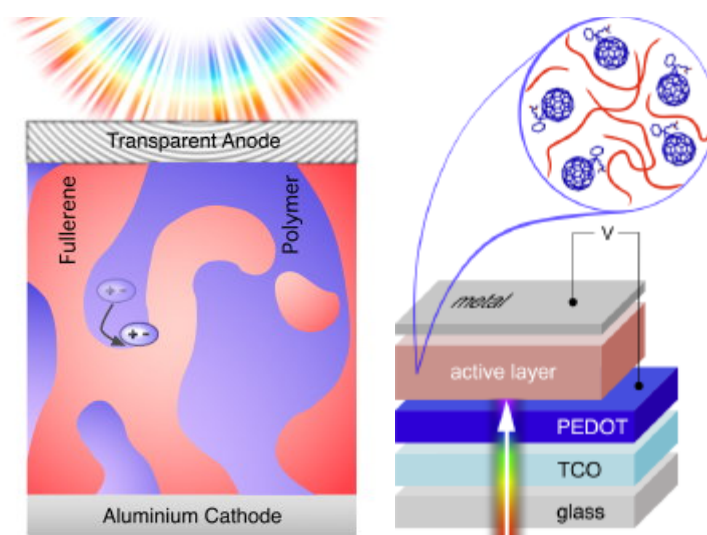 Transparent Anode
Fullerene
Polymer
+ -
+ -
Aluminium Cathode
V
metal
active layer
PEDOT
TCO
glass